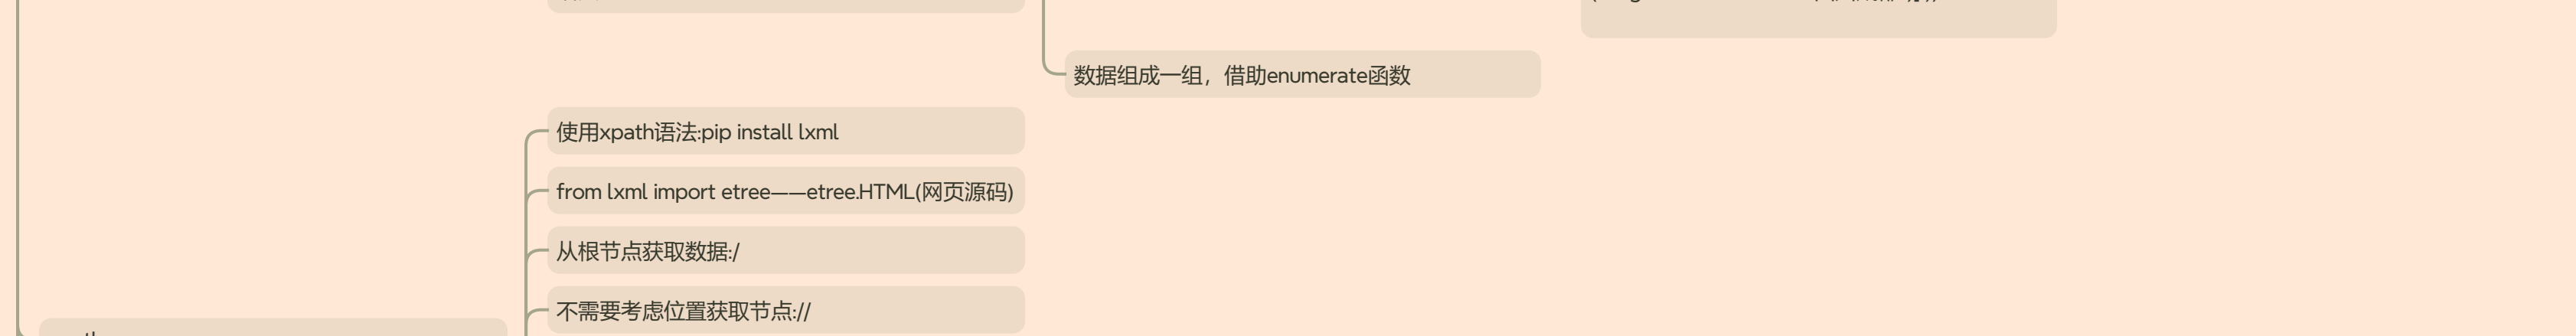 数据组成一组，借助enumerate函数
使用xpath语法:pip install lxml
from lxml import etree——etree.HTML(网页源码)
从根节点获取数据:/
不需要考虑位置获取节点://